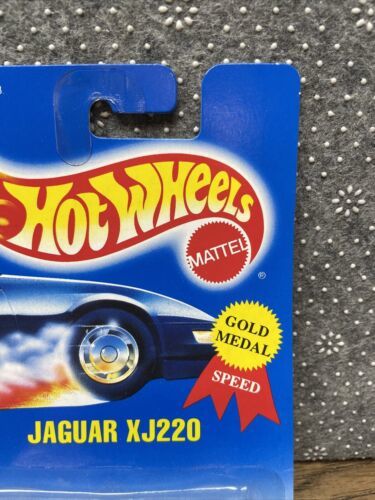 HOT WHEELS
MATTEL
®
GOLD
MEDAL
SPEED
JAGUAR XJ220